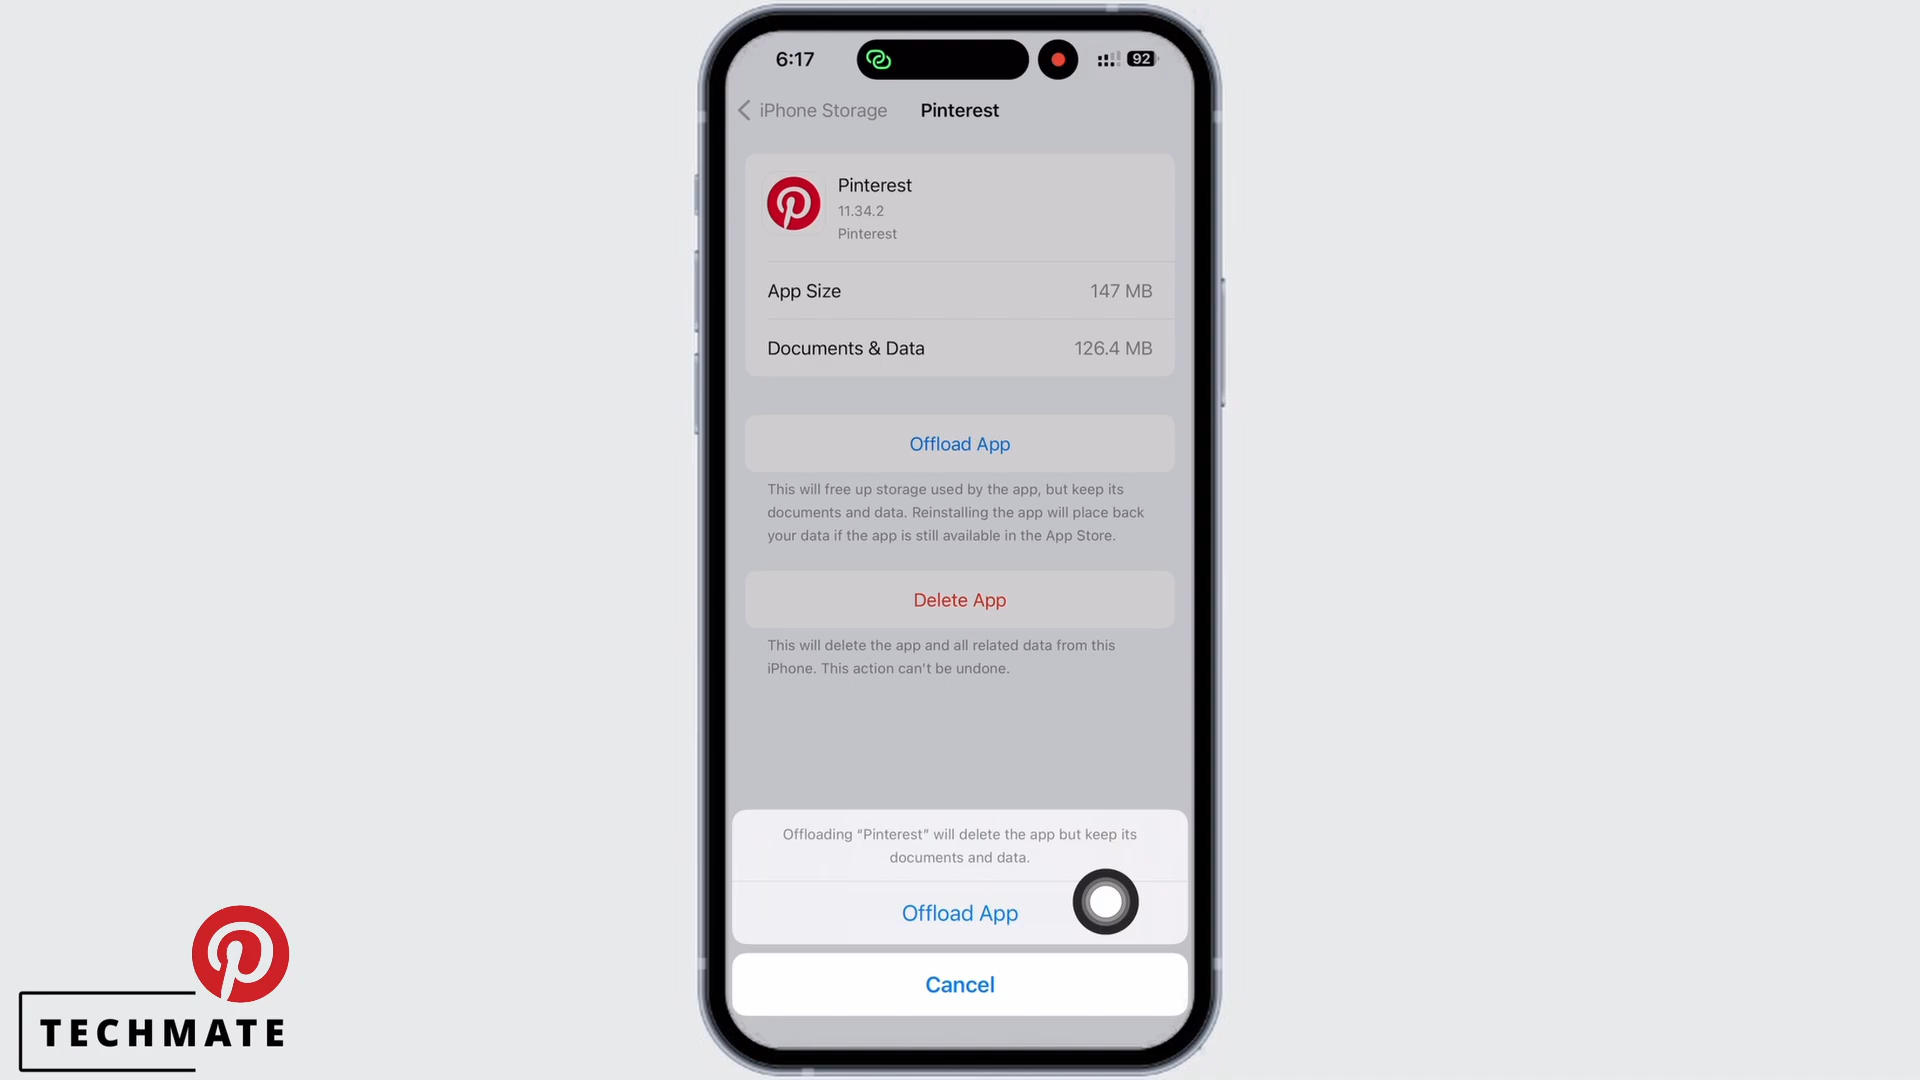 6:17
92
iPhone Storage
Pinterest
Pinterest
11.34.2
Pinterest
App Size
147 MB
Documents & Data
126.4 MB
Offload App
This will free up storage used by the app, but keep its
documents and data. Reinstalling the app will place back
your data if the app is still available in the App Store.
Delete App
This will delete the app and all related data from this
iPhone. This action can't be undone.
Offloading “Pinterest” will delete the app but keep its
documents and data.
Offload App
Cancel
TECHMATE